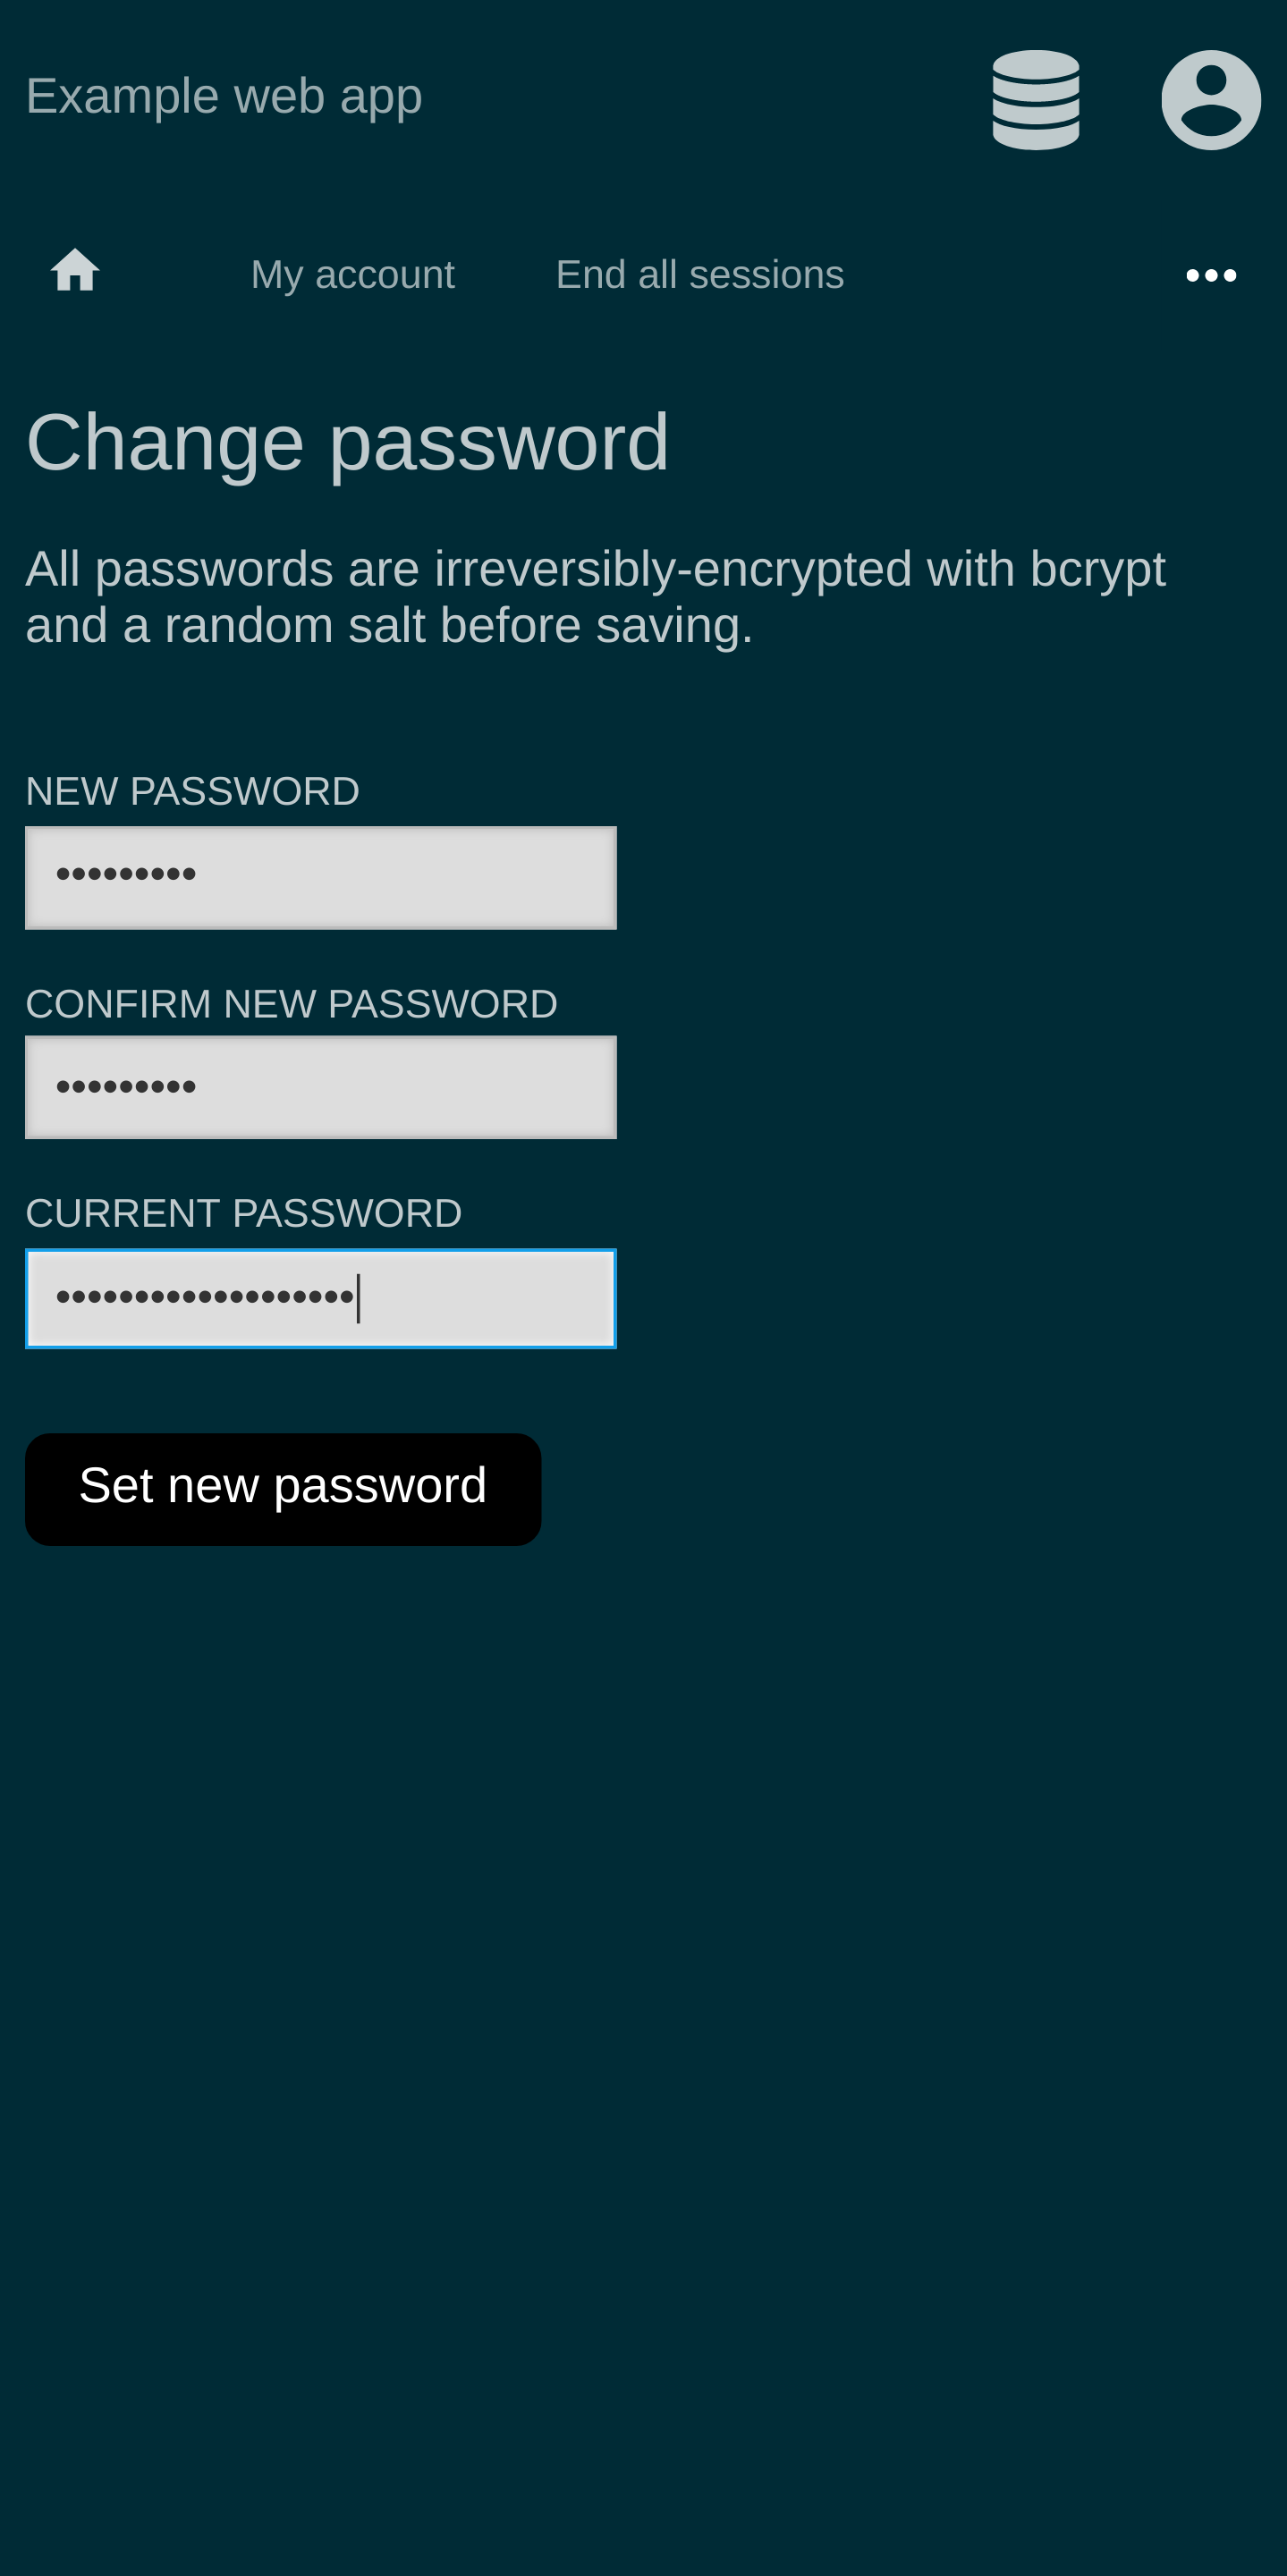 Example web app
My account End all sessions
Change password
All passwords are irreversibly-encrypted with bcrypt
and a random salt before saving.
NEW PASSWORD
•••••••••
CONFIRM NEW PASSWORD
•••••••••
CURRENT PASSWORD
•••••••••••••••••••
Set new password